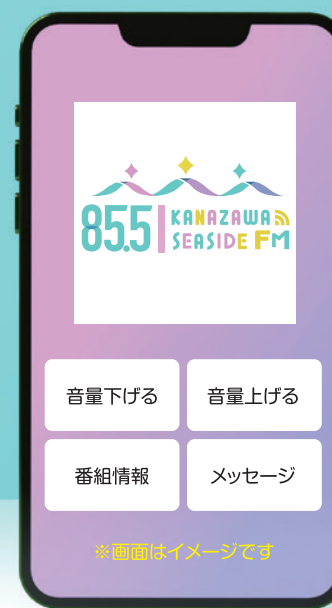 85.5 KANAZAWA
SEASIDE FM
音量下げる 音量上げる
番組情報 メッセージ
※画面はイメージです